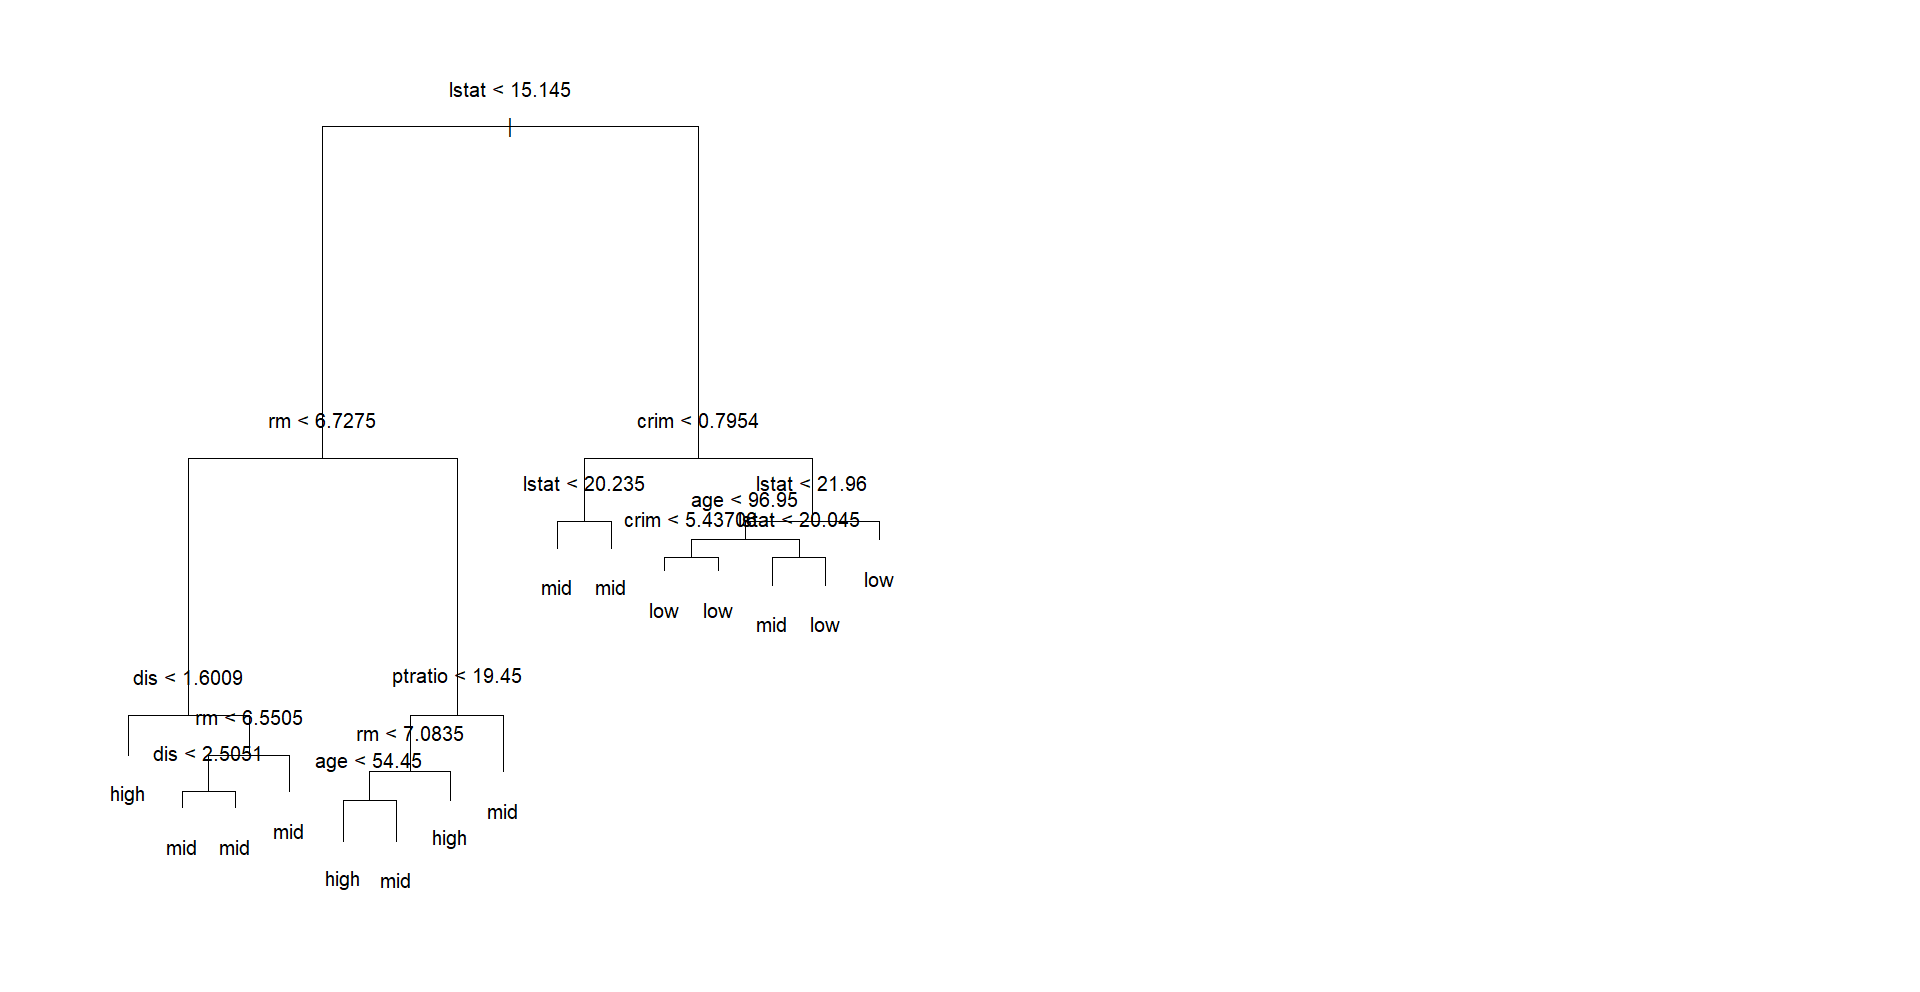 lstat < 15.145
rm < 6.7275
crim < 0.7954
lstat < 20.235
lstat < 21.96
age < 96.95
crim < 5.43706
lstat < 20.045
mid
mid
low
low
low
mid
low
dis < 1.6009
ptratio < 19.45
rm < 6.5505
rm < 7.0835
dis < 2.5051
age < 54.45
high
mid
mid
mid
mid
high
high
mid